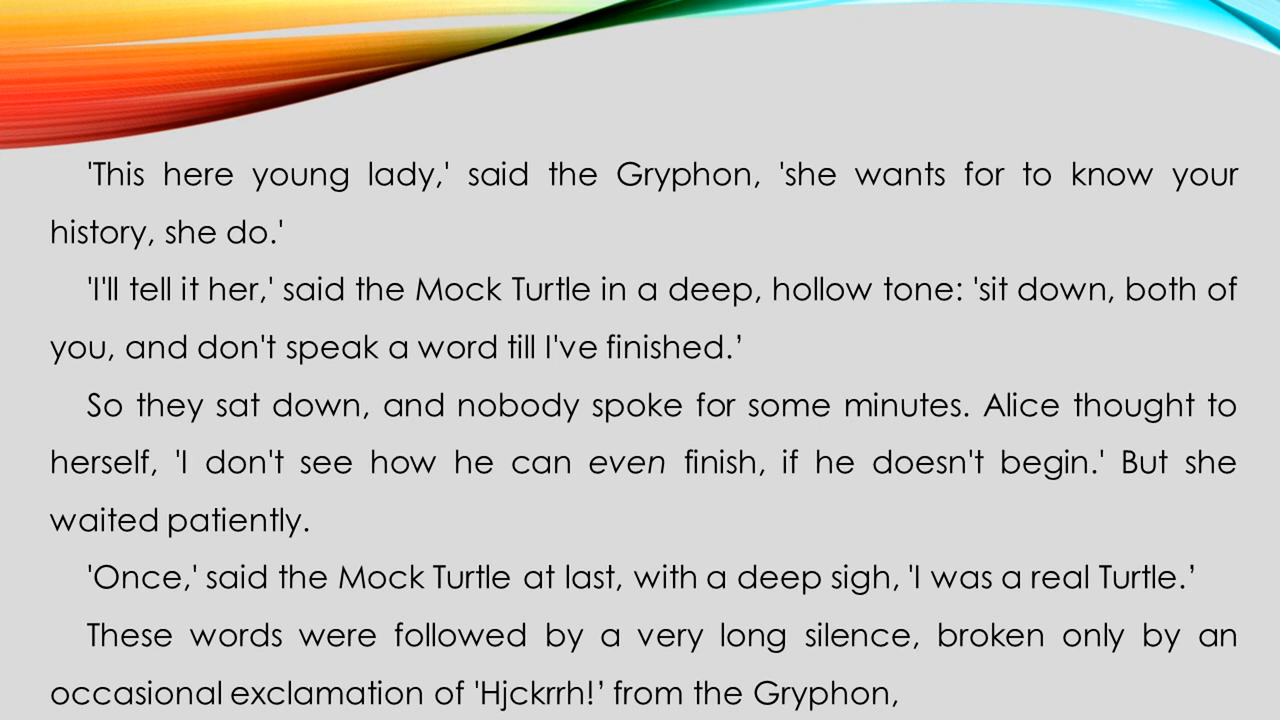 'This here young lady,' said the Gryphon, 'she wants for to know your
history, she do.'
'I'll tell it her,' said the Mock Turtle in a deep, hollow tone: 'sit down, both of
you, and don't speak a word till I've finished.’
So they sat down, and nobody spoke for some minutes. Alice thought to
herself, 'I don't see how he can even finish, if he doesn't begin.' But she
waited patiently.
'Once,' said the Mock Turtle at last, with a deep sigh, 'I was a real Turtle.’
These words were followed by a very long silence, broken only by an
occasional exclamation of 'Hjckrrh!’ from the Gryphon,